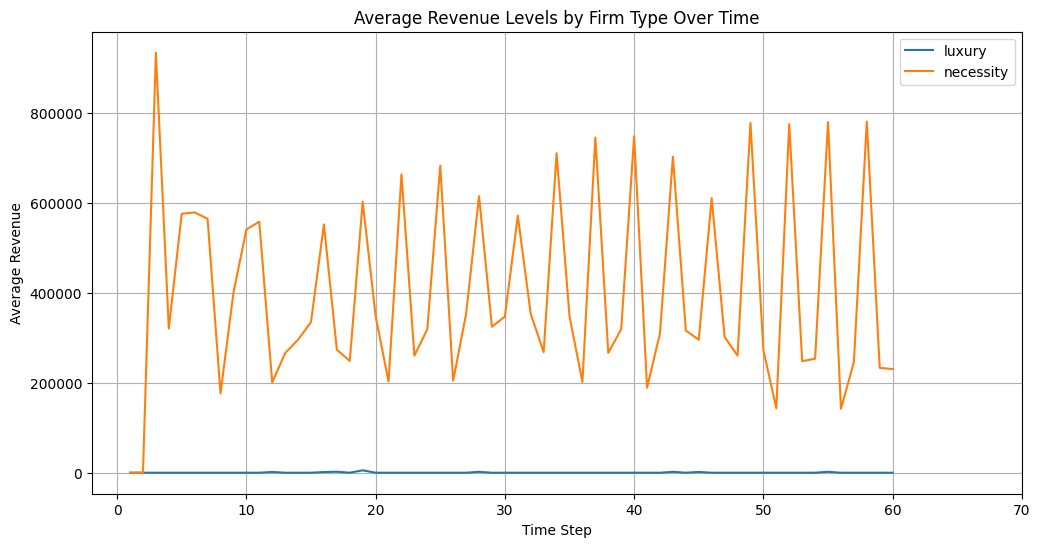 Average Revenue Levels by Firm Type Over Time
luxury
necessity
Average Revenue
800000
600000
400000
200000
0
0 10 20 30 40 50 60 70
Time Step